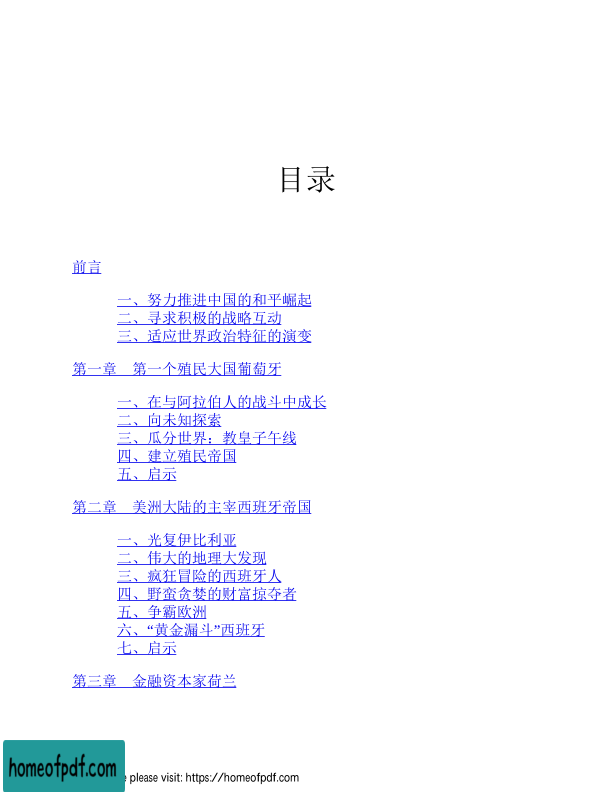 目录
前言
一、努力推进中国的和平崛起
二、寻求积极的战略互动
三、适应世界政治特征的演变
第一章　第一个殖民大国葡萄牙
一、在与阿拉伯人的战斗中成长
二、向未知探索
三、瓜分世界：教皇子午线
四、建立殖民帝国
五、启示
第二章　美洲大陆的主宰西班牙帝国
一、光复伊比利亚
二、伟大的地理大发现
三、疯狂冒险的西班牙人
四、野蛮贪婪的财富掠夺者
五、争霸欧洲
六、“黄金漏斗”西班牙
七、启示
第三章　金融资本家荷兰
homeofpdf.com
please visit: https://homeofpdf.com